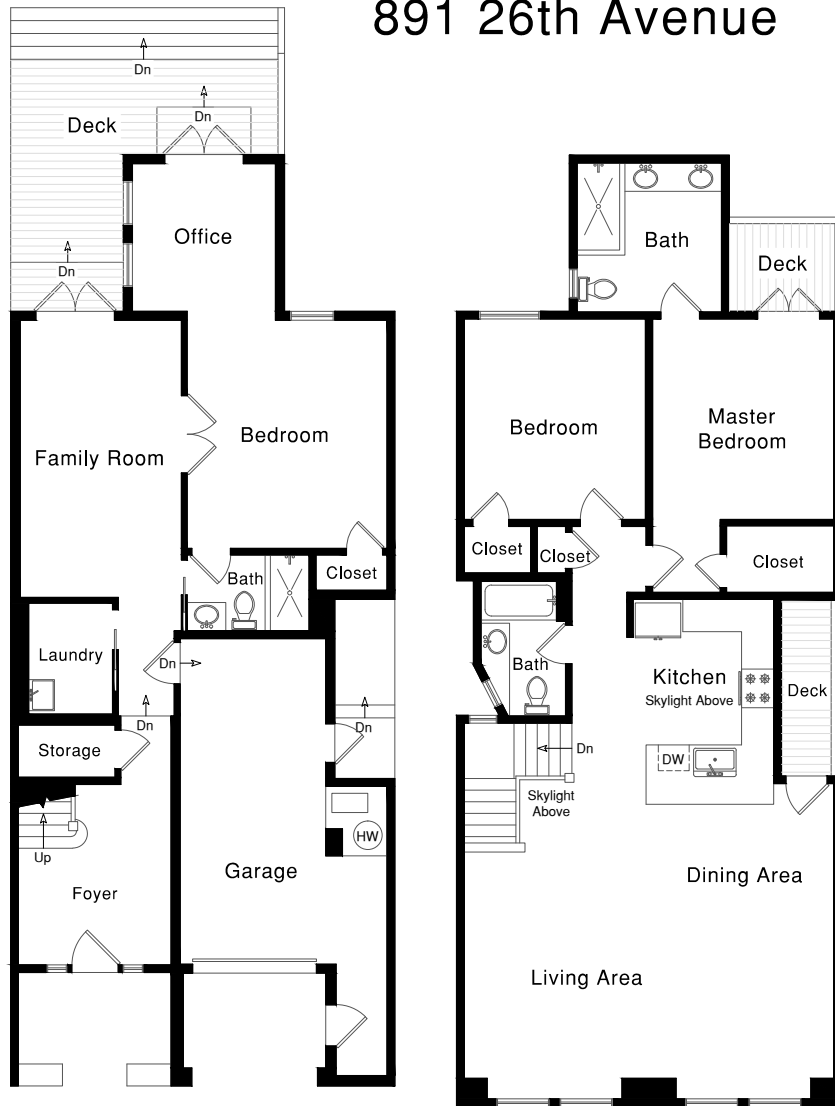 891 26th Avenue
Dn
Dn
Deck
Office
Dn
Family Room
Bedroom
Bath
Closet
Laundry
Dn
Dn
Dn
Storage
Up
HW
Garage
Foyer
Bath
Deck
Bedroom
Master
Bedroom
Closet
Closet
Closet
Bath
Kitchen
Skylight Above
Deck
Dn
DW
Skylight
Above
Dining Area
Living Area